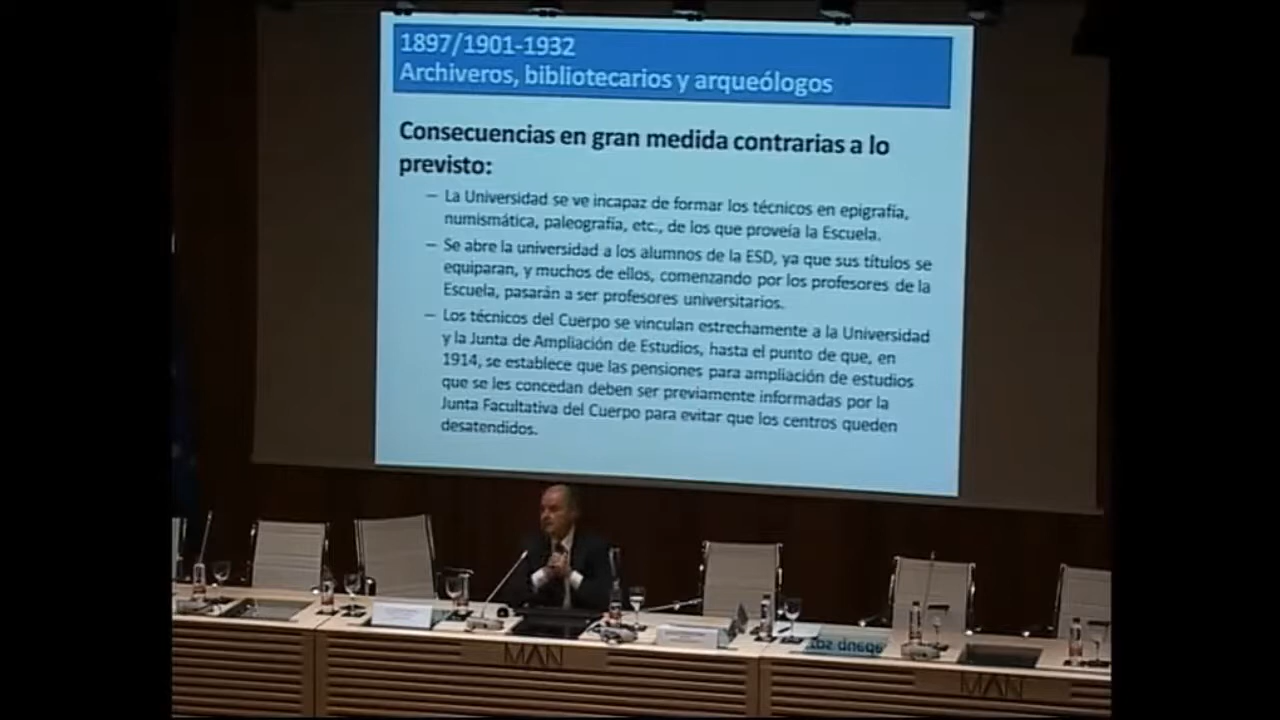 1897/1901-1932
Archiveros, bibliotecarios y arqueólogos
Consecuencias en gran medida contrarias a lo
previsto:
– La Universidad se ve incapaz de formar los técnicos en epigrafía,
numismática, paleografía, etc., de los que proveía la Escuela.
– Se abre la universidad a los alumnos de la ESD, ya que sus títulos se
equiparan, y muchos de ellos, comenzando por los profesores de la
Escuela, pasarán a ser profesores universitarios.
– Los técnicos del Cuerpo se vinculan estrechamente a la Universidad
y la Junta de Ampliación de Estudios, hasta el punto de que, en
1914, se establece que las pensiones para ampliación de estudios
que se les concedan deben ser previamente informadas por la
Junta Facultativa del Cuerpo para evitar que los centros queden
desatendidos.
MAN
MAN